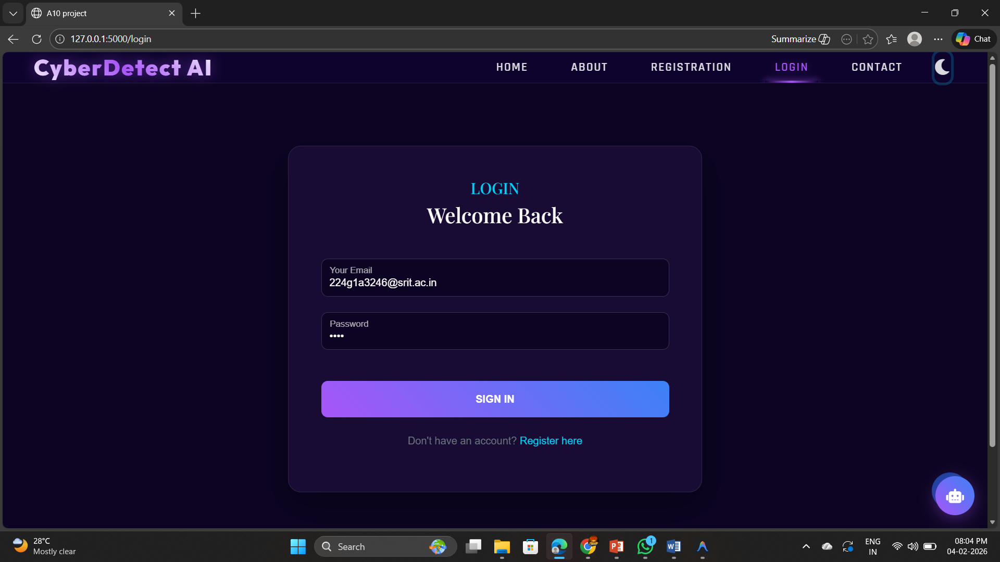 A10 project
127.0.0.1:5000/login
Summarize
Chat
CyberDetect AI
HOME
ABOUT
REGISTRATION
LOGIN
CONTACT
LOGIN
Welcome Back
Your Email
224g1a3246@srit.ac.in
Password
••••
SIGN IN
Don't have an account? Register here
28°C
Mostly clear
Search
1
ENG
IN
08:04 PM
04-02-2026